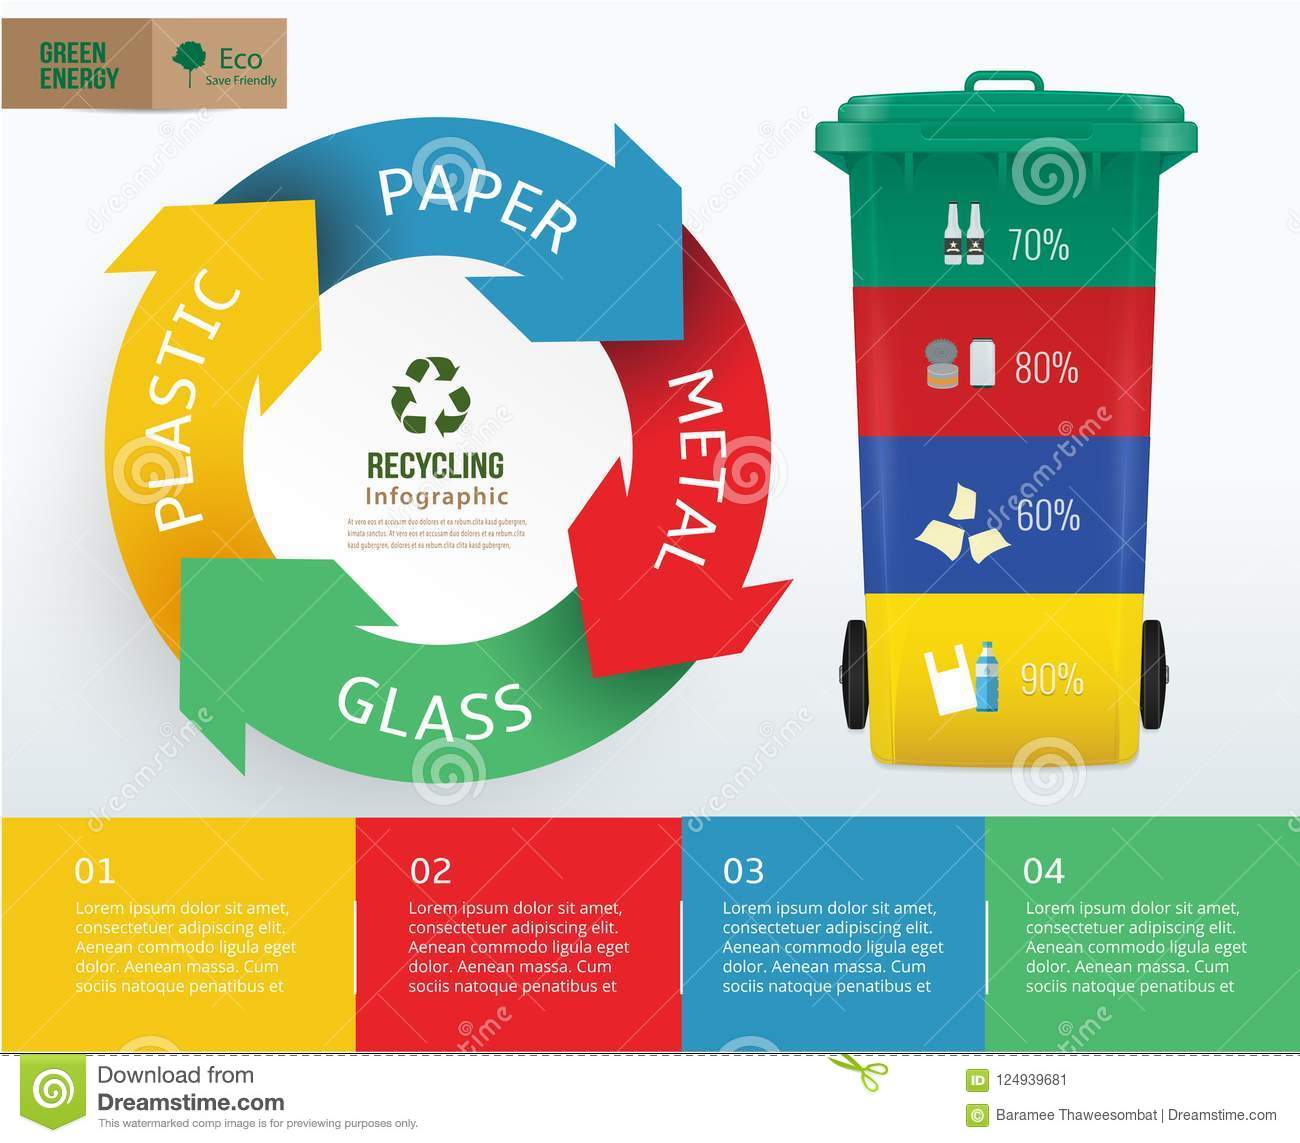 GREEN
ENERGY
Eco
Save Friendly
PAPER
METAL
GLASS
PLASTIC
RECYCLING
Infographic
At vero eos et accusam duo dolores et ea rebum.clita kasd gubergren,
kimata sanctus. At vero eos et accusam duo dolores et ea rebum.clita
kasd gubergren, dolores et ea rebum.clita kasd gubergren,
70%
80%
60%
90%
01
Lorem ipsum dolor sit amet,
consectetuer adipiscing elit.
Aenean commodo ligula eget
dolor. Aenean massa. Cum
sociis natoque penatibus et
02
Lorem ipsum dolor sit amet,
consectetuer adipiscing elit.
Aenean commodo ligula eget
dolor. Aenean massa. Cum
sociis natoque penatibus et
03
Lorem ipsum dolor sit amet,
consectetuer adipiscing elit.
Aenean commodo ligula eget
dolor. Aenean massa. Cum
sociis natoque penatibus et
04
Lorem ipsum dolor sit amet,
consectetuer adipiscing elit.
Aenean commodo ligula eget
dolor. Aenean massa. Cum
sociis natoque penatibus et
Download from
Dreamstime.com
This watermarked comp image is for previewing purposes only.
ID 124939681
© Baramee Thaweesombat | Dreamstime.com
dreamstime